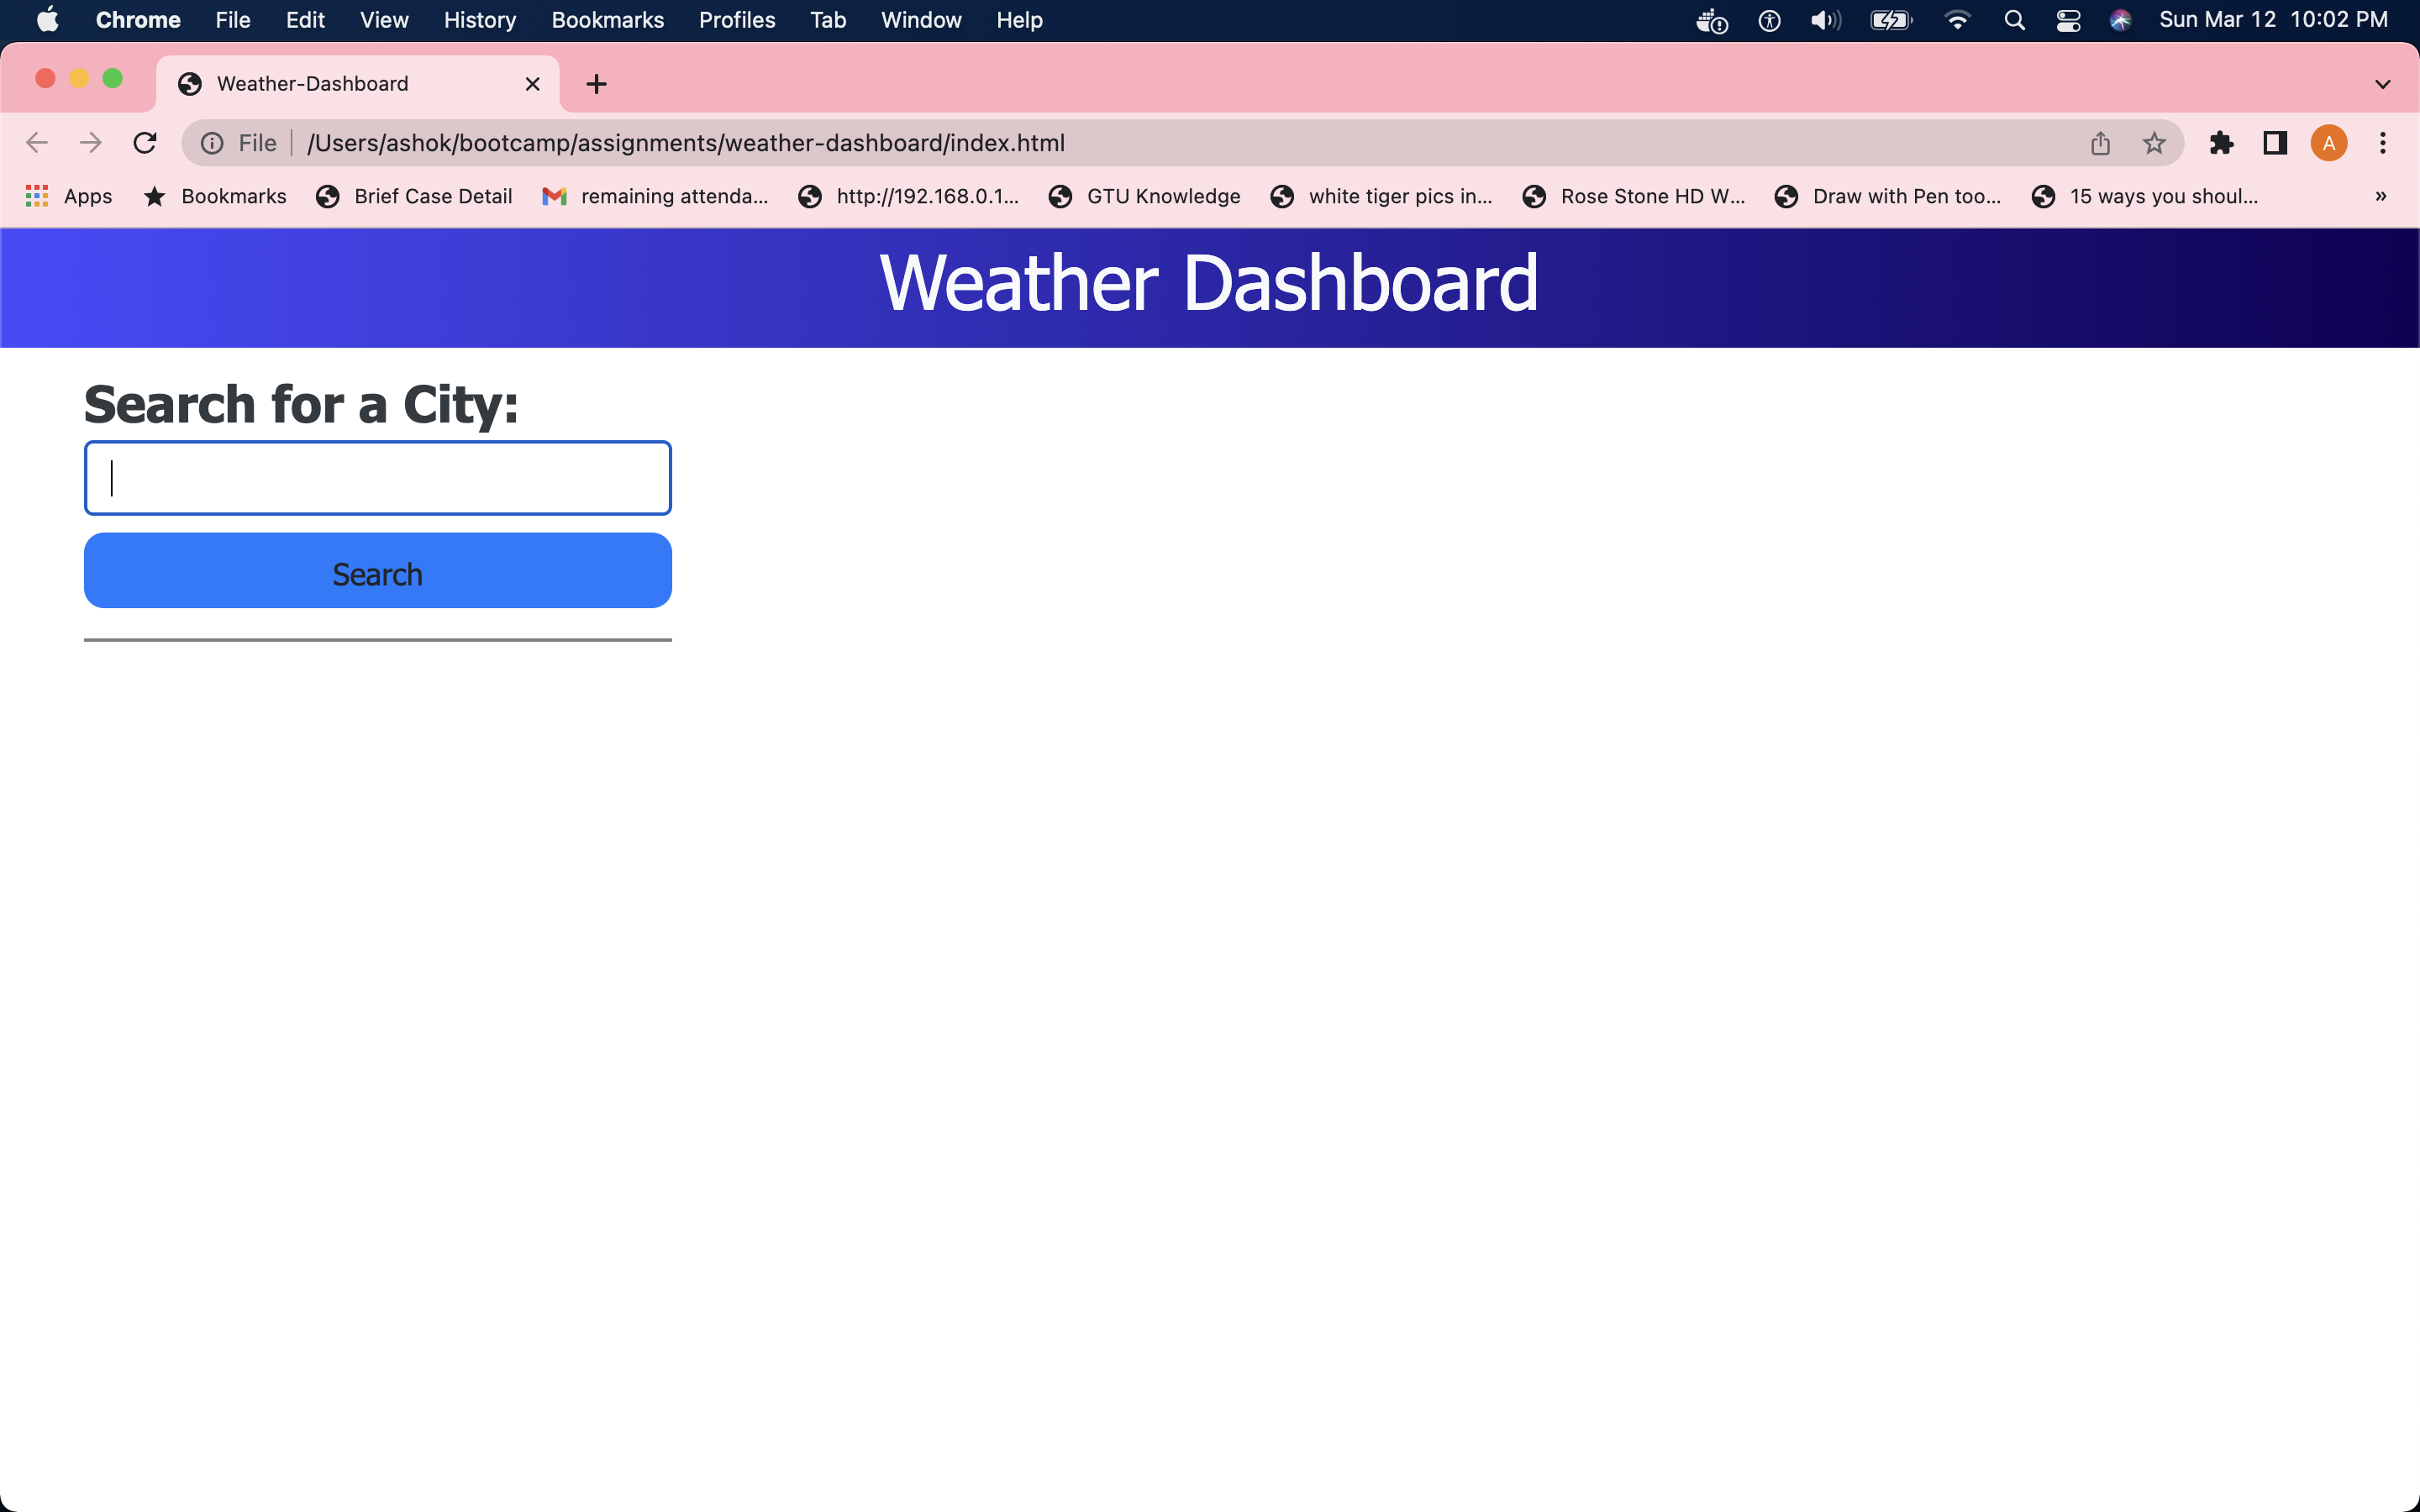 Chrome File Edit View History Bookmarks Profiles Tab Window Help Sun Mar 12 10:02 PM
Weather-Dashboard
File /Users/ashok/bootcamp/assignments/weather-dashboard/index.html A
Apps Bookmarks Brief Case Detail remaining attenda... http://192.168.0.1... GTU Knowledge white tiger pics in... Rose Stone HD W... Draw with Pen too... 15 ways you shoul... »
Weather Dashboard
Search for a City:
Search